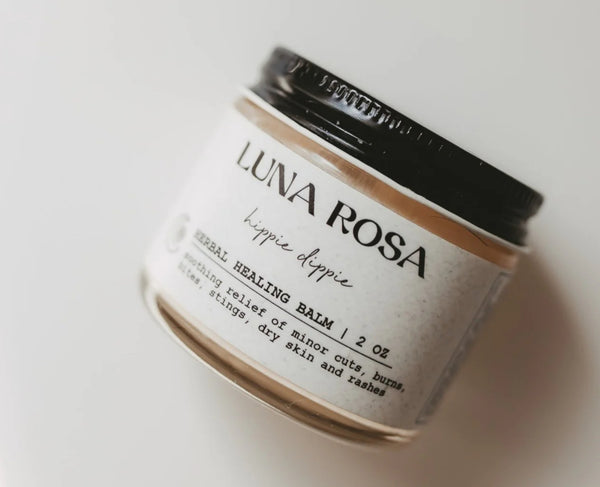 LUNA ROSA
hippie dippie
HERBAL HEALING BALM | 2 OZ
soothing relief of minor cuts, burns,
bites, stings, dry skin and rashes